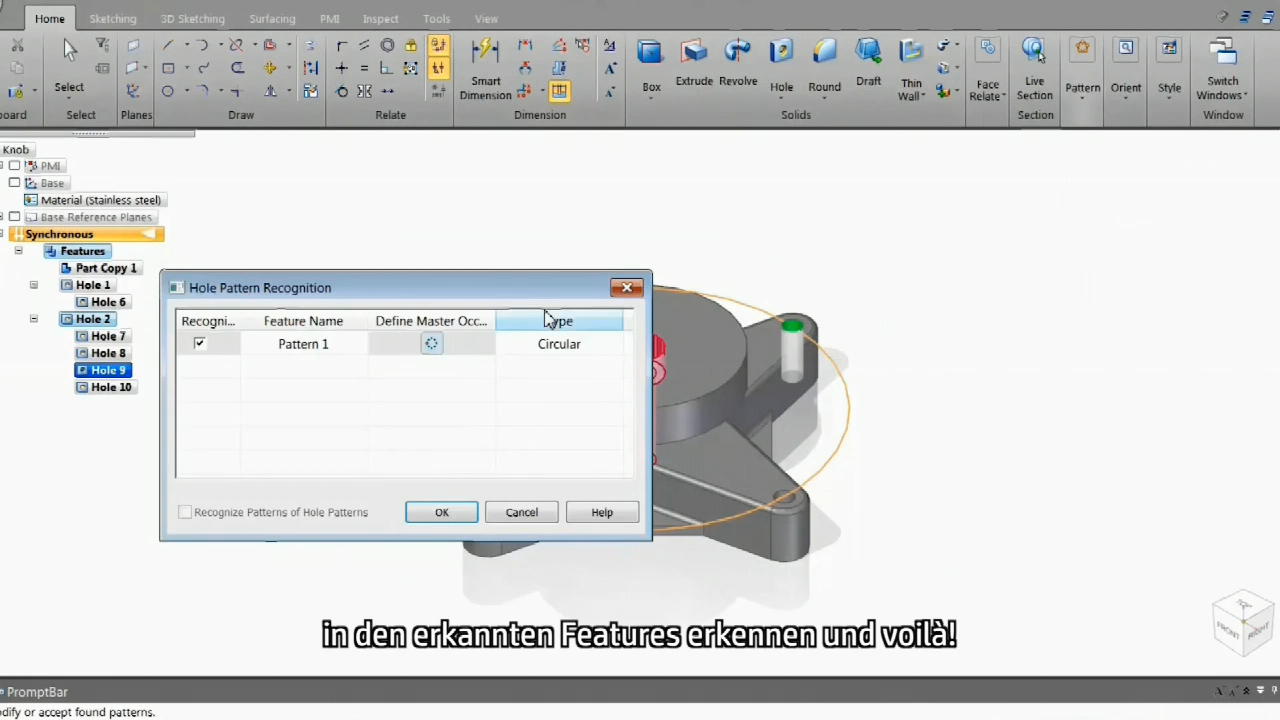 Home Sketching 3D Sketching Surfacing PMI Inspect Tools View
Select
Smart Dimension
Box
Extrude
Revolve
Hole
Round
Draft
Thin Wall
Face Relate
Live Section
Pattern
Orient
Style
Switch Windows
oard Select Planes Draw Relate Dimension Solids Section Window
Knob
PMI
Base
Material (Stainless steel)
Base Reference Planes
Synchronous
Features
Part Copy 1
Hole 1
Hole 6
Hole 2
Hole 7
Hole 8
Hole 9
Hole 10
Hole Pattern Recognition
Recogni... Feature Name Define Master Occ... Type
Pattern 1 Circular
Recognize Patterns of Hole Patterns OK Cancel Help
FRONT RIGHT
in den erkannten Features erkennen und voilà!
PromptBar
odify or accept found patterns.